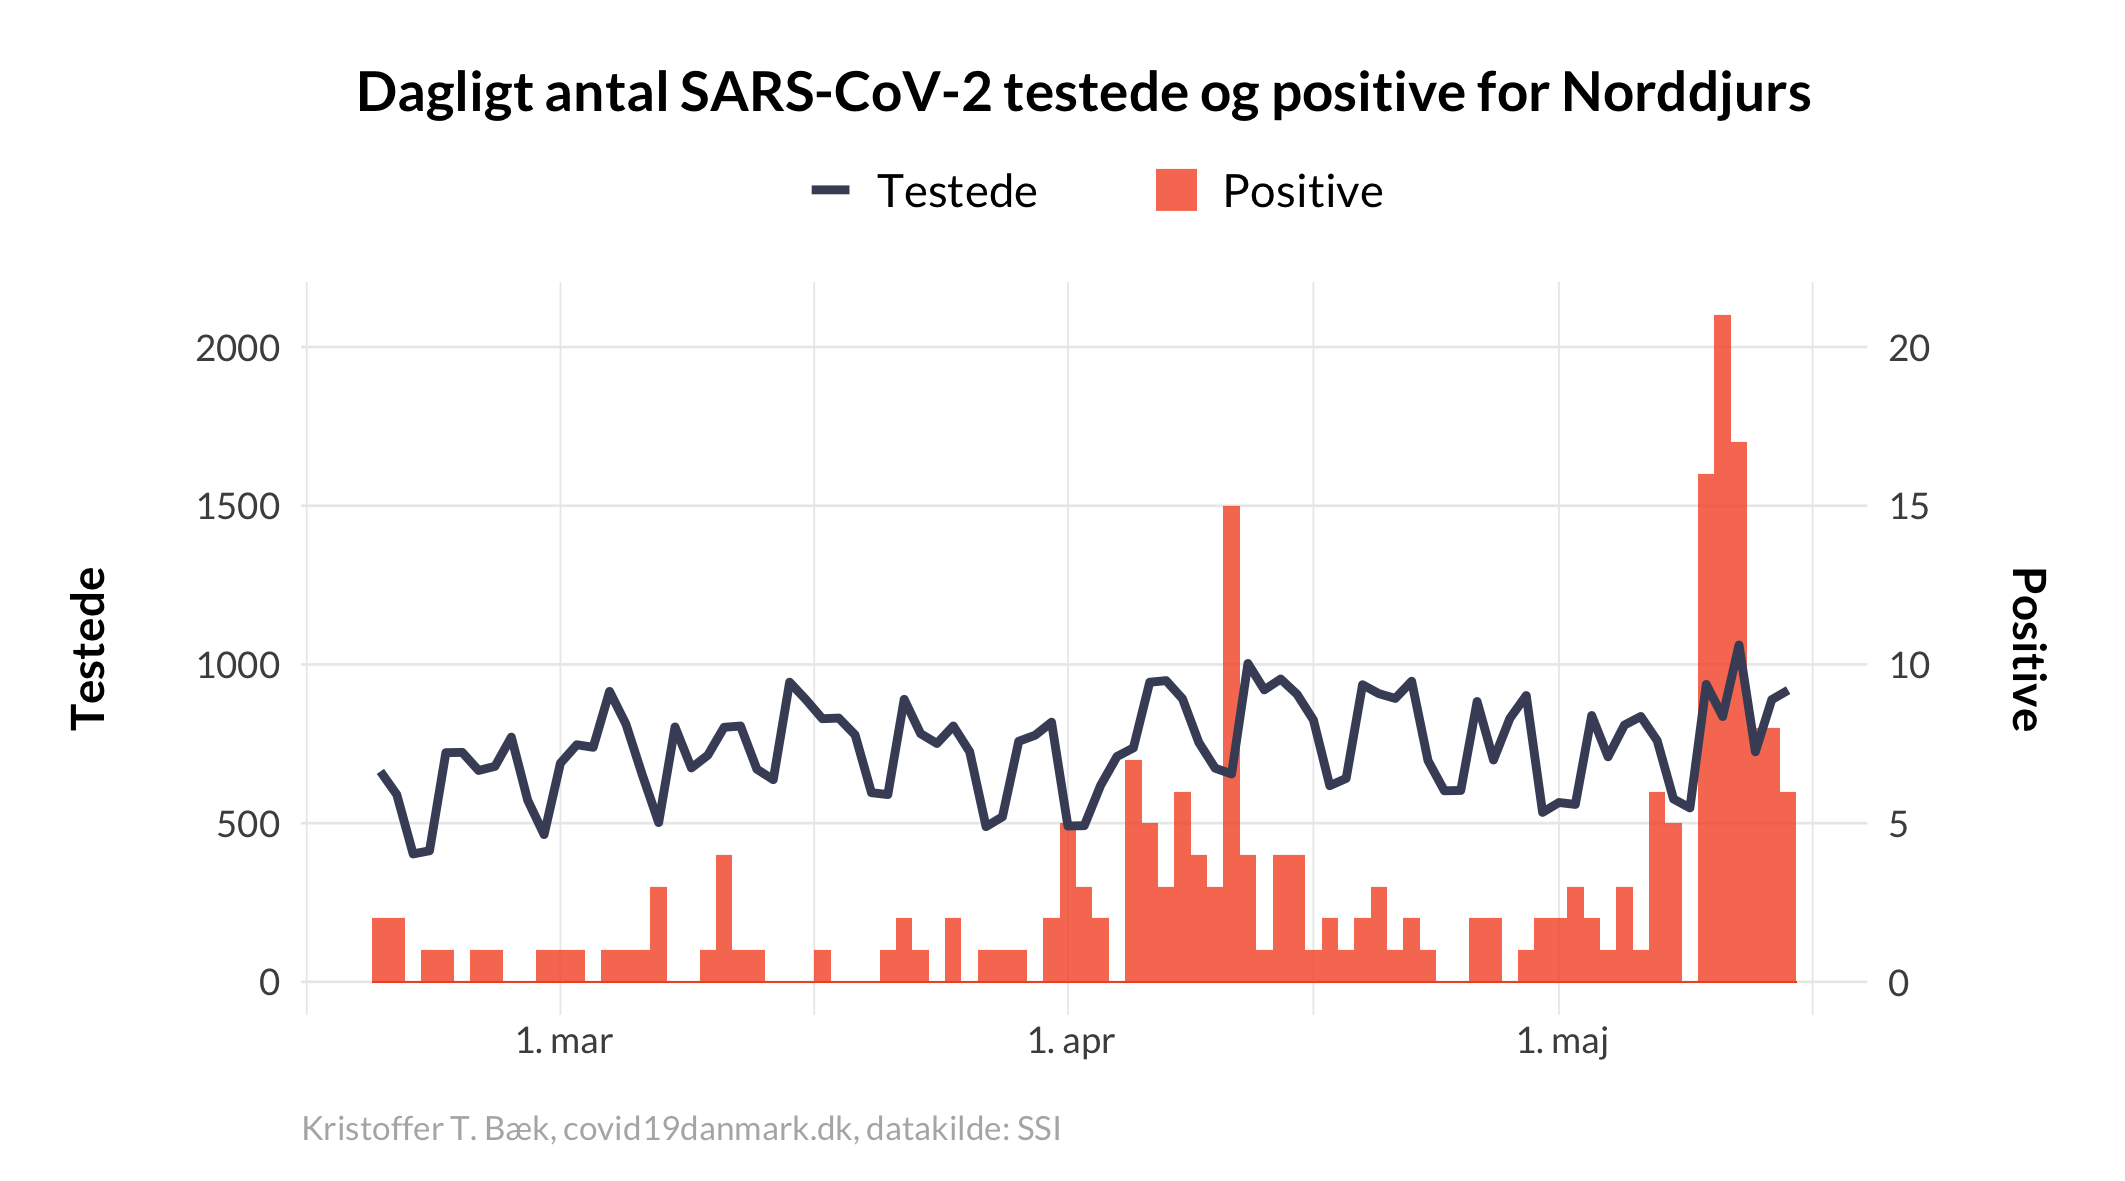 Dagligt antal SARS-CoV-2 testede og positive for Norddjurs
Testede
Positive
Testede
2000
1500
1000
500
0
20
15
10
5
0
Positive
1. mar
1. apr
1. maj
Kristoffer T. Bæk, covid19danmark.dk, datakilde: SSI